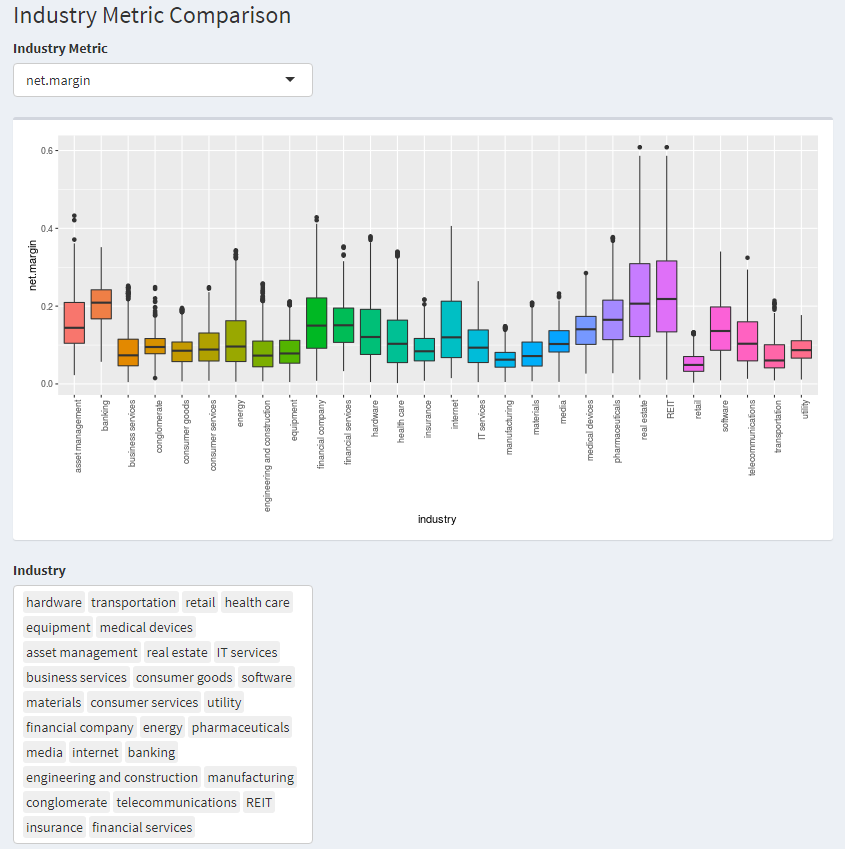 Industry Metric Comparison
Industry Metric
net.margin
0.6
0.4
0.2
0.0
net.margin
asset management
banking
business services
conglomerate
consumer goods
consumer services
energy
engineering and construction
equipment
financial company
financial services
hardware
health care
insurance
internet
IT services
manufacturing
materials
media
medical devices
pharmaceuticals
real estate
REIT
retail
software
telecommunications
transportation
utility
industry
Industry
hardware transportation retail health care
equipment medical devices
asset management real estate IT services
business services consumer goods software
materials consumer services utility
financial company energy pharmaceuticals
media internet banking
engineering and construction manufacturing
conglomerate telecommunications REIT
insurance financial services